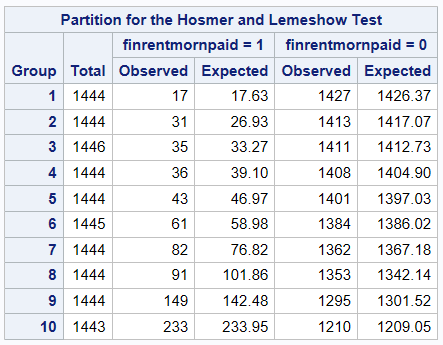 Partition for the Hosmer and Lemeshow Test
finrentmornpaid = 1 finrentmornpaid = 0
Group Total Observed Expected Observed Expected
1 1444 17 17.63 1427 1426.37
2 1444 31 26.93 1413 1417.07
3 1446 35 33.27 1411 1412.73
4 1444 36 39.10 1408 1404.90
5 1444 43 46.97 1401 1397.03
6 1445 61 58.98 1384 1386.02
7 1444 82 76.82 1362 1367.18
8 1444 91 101.86 1353 1342.14
9 1444 149 142.48 1295 1301.52
10 1443 233 233.95 1210 1209.05